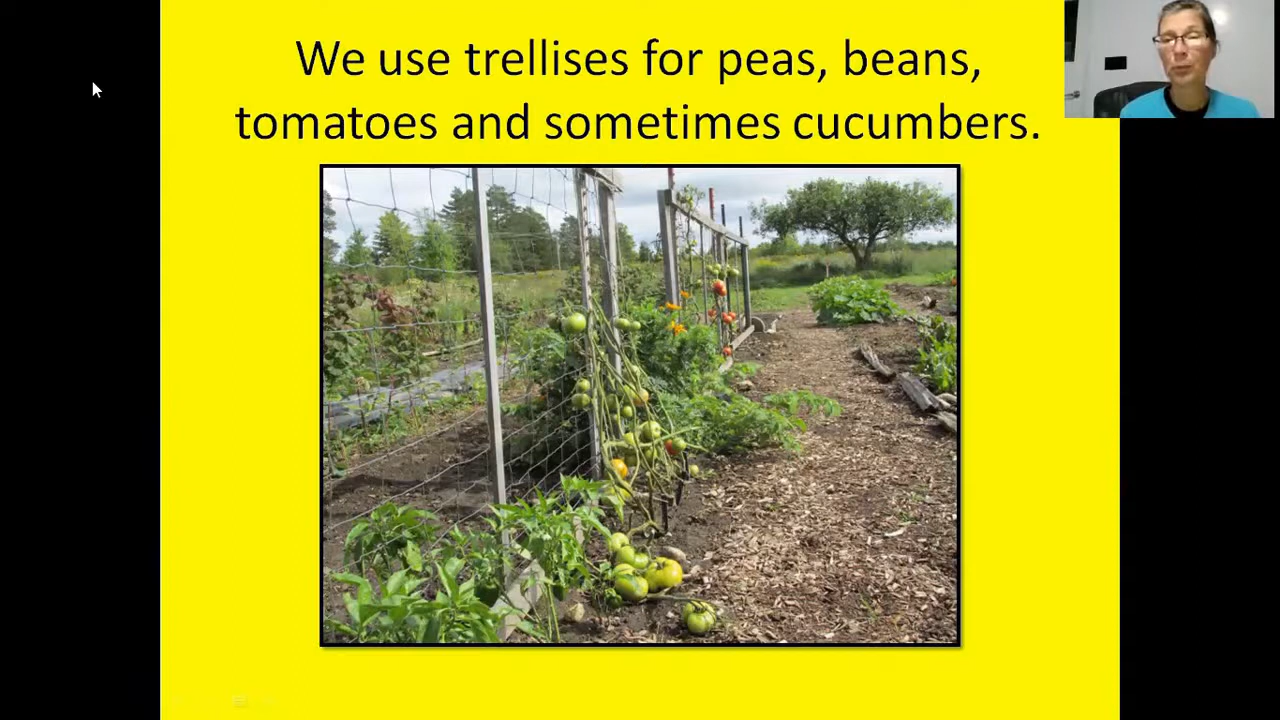 We use trellises for peas, beans,
tomatoes and sometimes cucumbers.